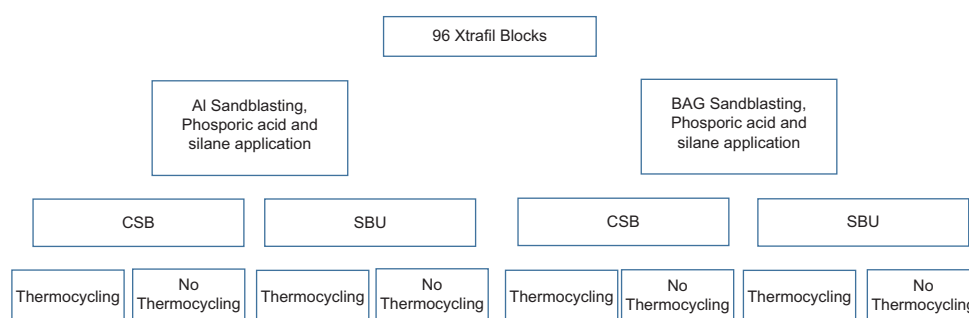 96 Xtrafil Blocks
Al Sandblasting,
Phosporic acid and
silane application
BAG Sandblasting,
Phosporic acid and
silane application
CSB
SBU
CSB
SBU
Thermocycling
No
Thermocycling
Thermocycling
No
Thermocycling
Thermocycling
No
Thermocycling
Thermocycling
No
Thermocycling